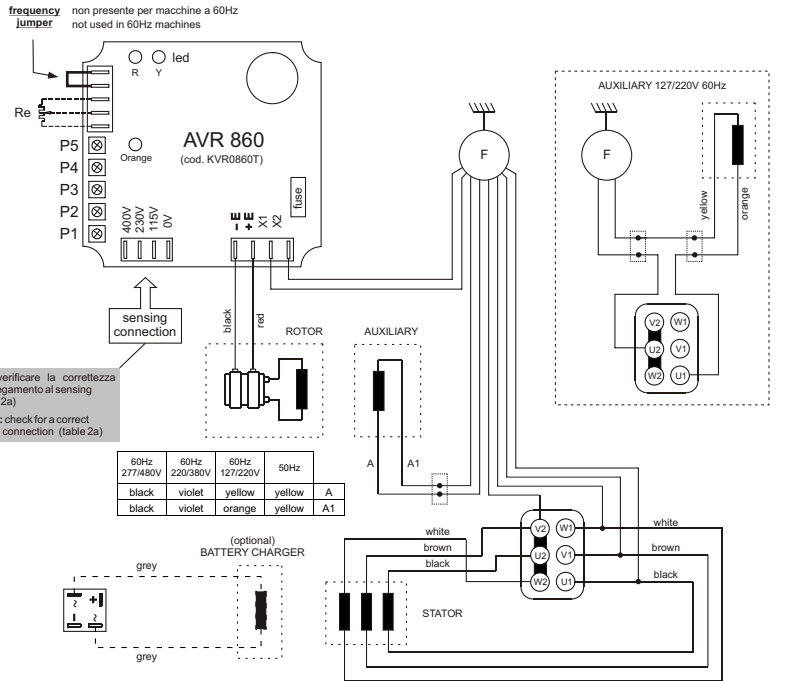 frequency jumper
non presente per macchine a 60Hz
not used in 60Hz machines
led
R Y
Re
AVR 860
(cod. KVR0860T)
Orange
P5
P4
P3
P2
P1
400V
230V
115V
0V
- E
+ E
X1
X2
fuse
sensing
connection
verificare la correttezza
egamento al sensing
2a)
: check for a correct
connection (table 2a)
black
red
ROTOR
AUXILIARY
A A1
F
AUXILIARY 127/220V 60Hz
F
yellow
orange
V2 W1
U2 V1
W2 U1
60Hz 277/480V 60Hz 220/380V 60Hz 127/220V 50Hz
black violet yellow yellow A
black violet orange yellow A1
(optional)
BATTERY CHARGER
grey
+
~
-
~
grey
white
brown
black
STATOR
V2 W1
U2 V1
W2 U1
white
brown
black